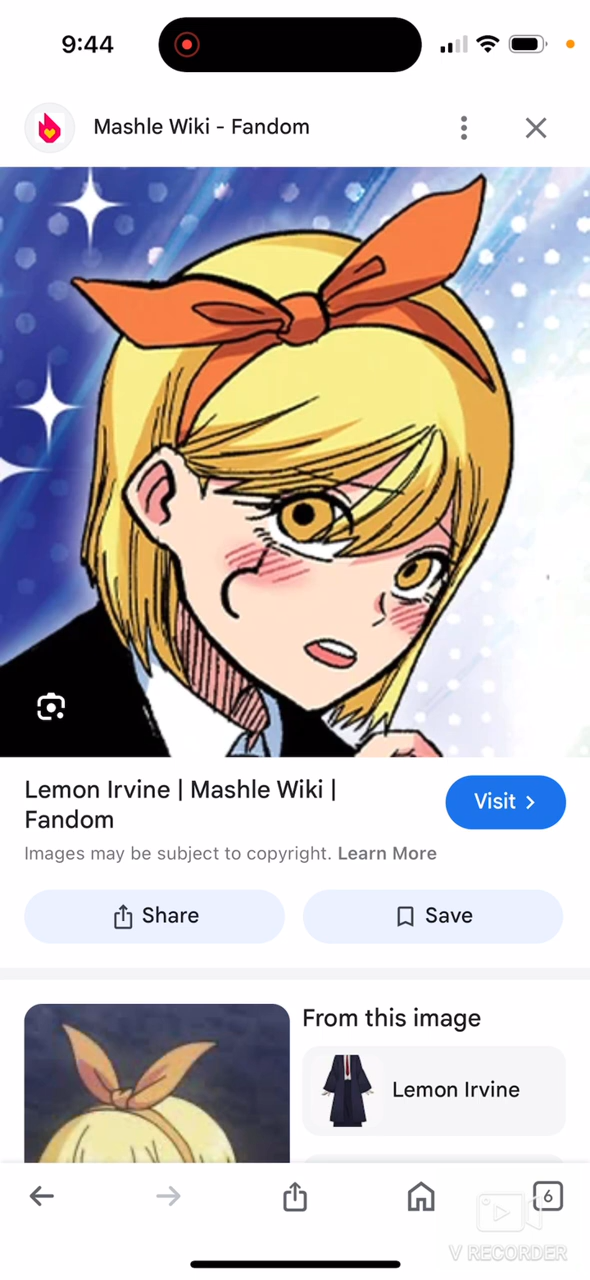 9:44
Mashle Wiki - Fandom
Lemon Irvine | Mashle Wiki |
Fandom
Visit
Images may be subject to copyright. Learn More
Share
Save
From this image
Lemon Irvine
6
V RECORDER